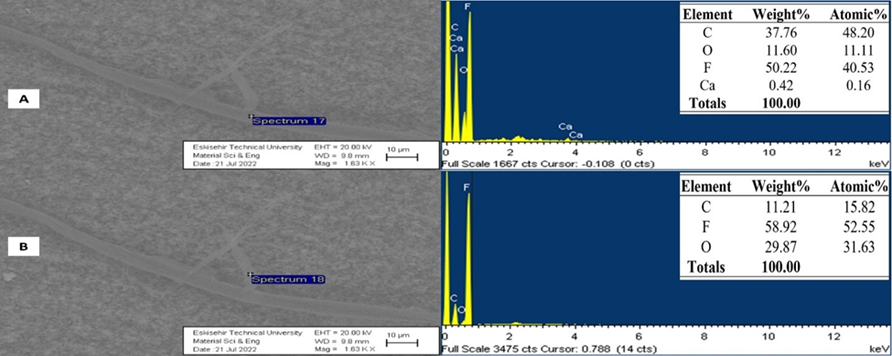 A
Spectrum 17
Eskisehir Technical University EHT = 20.00 kV 10 µm
Material Sci & Eng WD = 9.8 mm
Date :21 Jul 2022 Mag = 1.63 K X
F
C
Ca
Ca
O
Ca
Ca
0 2 4 6 8 10 12
Full Scale 1667 cts Cursor: -0.108 (0 cts) keV
Element Weight% Atomic%
C 37.76 48.20
O 11.60 11.11
F 50.22 40.53
Ca 0.42 0.16
Totals 100.00
B
Spectrum 18
Eskisehir Technical University EHT = 20.00 kV 10 µm
Material Sci & Eng WD = 9.8 mm
Date :21 Jul 2022 Mag = 1.63 K X
F
C
O
0 2 4 6 8 10 12
Full Scale 3475 cts Cursor: 0.788 (14 cts) keV
Element Weight% Atomic%
C 11.21 15.82
F 58.92 52.55
O 29.87 31.63
Totals 100.00